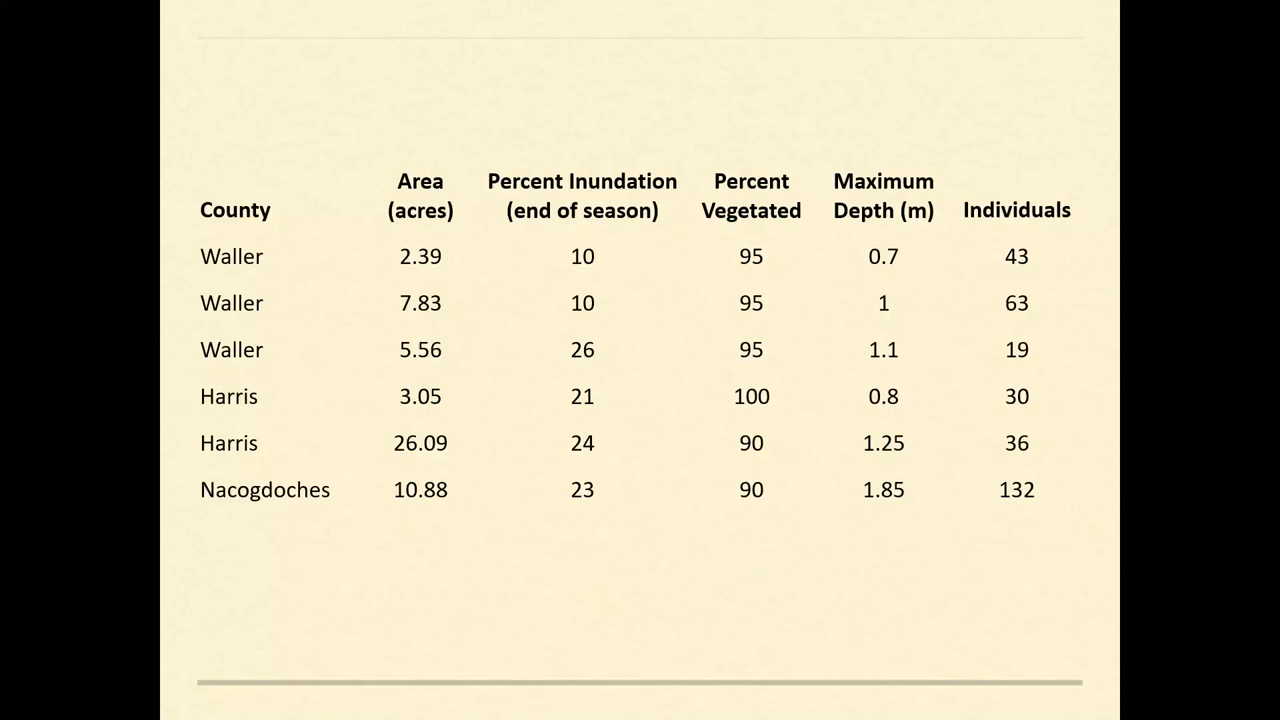 Area Percent Inundation Percent Maximum
County (acres) (end of season) Vegetated Depth (m) Individuals
Waller 2.39 10 95 0.7 43
Waller 7.83 10 95 1 63
Waller 5.56 26 95 1.1 19
Harris 3.05 21 100 0.8 30
Harris 26.09 24 90 1.25 36
Nacogdoches 10.88 23 90 1.85 132